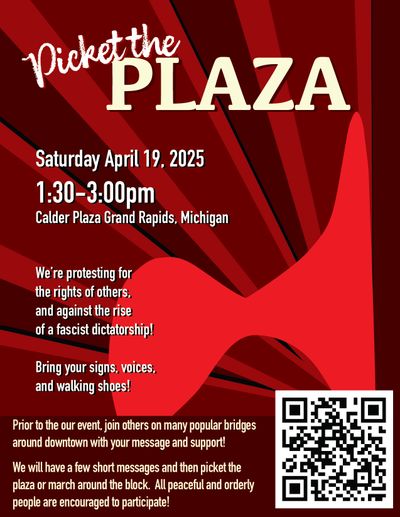 Picket the
PLAZA
Saturday April 19, 2025
1:30-3:00pm
Calder Plaza Grand Rapids, Michigan
We're protesting for
the rights of others,
and against the rise
of a fascist dictatorship!
Bring your signs, voices,
and walking shoes!
Prior to the our event, join others on many popular bridges
around downtown with your message and support!
We will have a few short messages and then picket the
plaza or march around the block.  All peaceful and orderly
people are encouraged to participate!